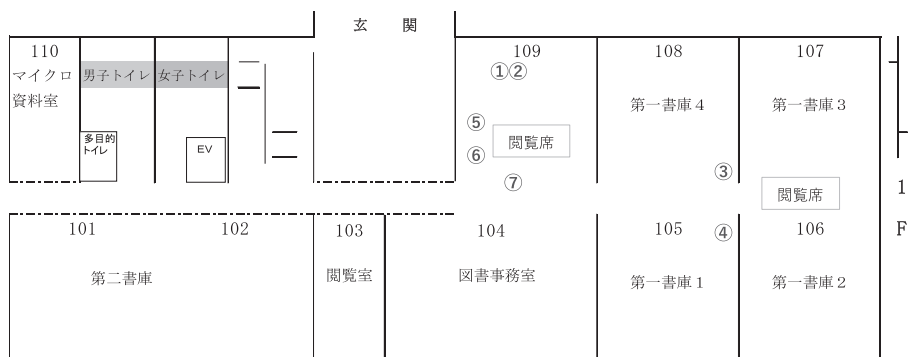 玄 関
110
マイクロ
資料室
男子トイレ
女子トイレ
多目的
トイレ
EV
109
①②
⑤
⑥
閲覧席
⑦
108
第一書庫4
③
107
第一書庫3
閲覧席
1
F
101
102
第二書庫
103
閲覧室
104
図書事務室
105
④
第一書庫1
106
第一書庫2